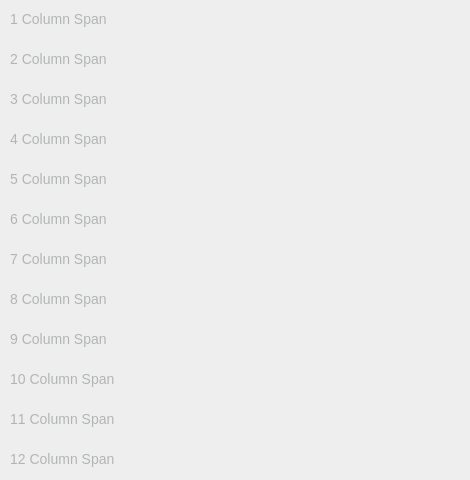 1 Column Span
2 Column Span
3 Column Span
4 Column Span
5 Column Span
6 Column Span
7 Column Span
8 Column Span
9 Column Span
10 Column Span
11 Column Span
12 Column Span